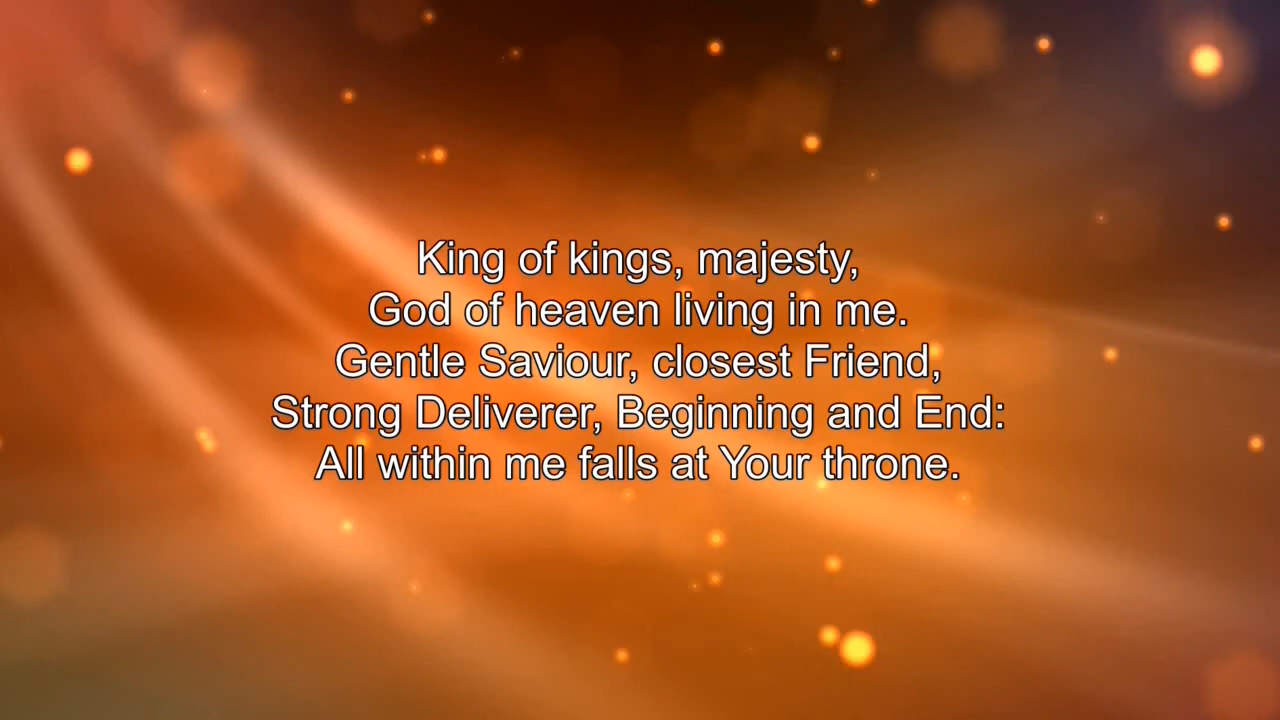 King of kings, majesty,
God of heaven living in me.
Gentle Saviour, closest Friend,
Strong Deliverer, Beginning and End:
All within me falls at Your throne.